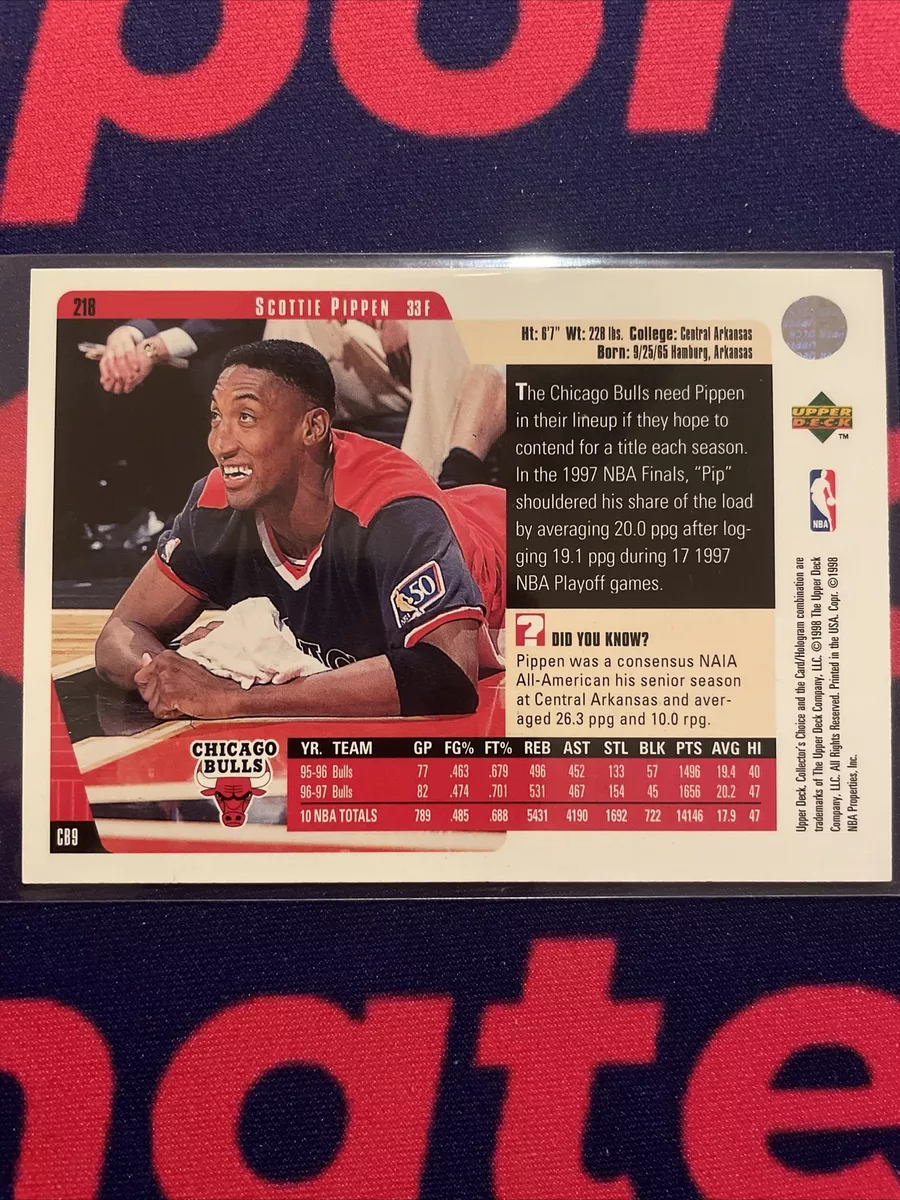 port
218 SCOTTIE PIPPEN 33 F
Ht: 6'7" Wt: 228 lbs. College: Central Arkansas
Born: 9/25/65 Hamburg, Arkansas
The Chicago Bulls need Pippen
in their lineup if they hope to
contend for a title each season.
In the 1997 NBA Finals, “Pip”
shouldered his share of the load
by averaging 20.0 ppg after log-
ging 19.1 ppg during 17 1997
NBA Playoff games.
? DID YOU KNOW?
Pippen was a consensus NAIA
All-American his senior season
at Central Arkansas and aver-
aged 26.3 ppg and 10.0 rpg.
50
CHICAGO
BULLS
YR. TEAM GP FG% FT% REB AST STL BLK PTS AVG HI
95-96 Bulls 77 .463 .679 496 452 133 57 1496 19.4 40
96-97 Bulls 82 .474 .701 531 467 154 45 1656 20.2 47
10 NBA TOTALS 789 .485 .688 5431 4190 1692 722 14146 17.9 47
CB9
UPPER
DECK
TM
NBA
Upper Deck, Collector's Choice and the Card/Hologram combination are
trademarks of The Upper Deck Company, LLC. ©1998 The Upper Deck
Company, LLC. All Rights Reserved. Printed in the USA. Copr. ©1998
NBA Properties, Inc.
nate